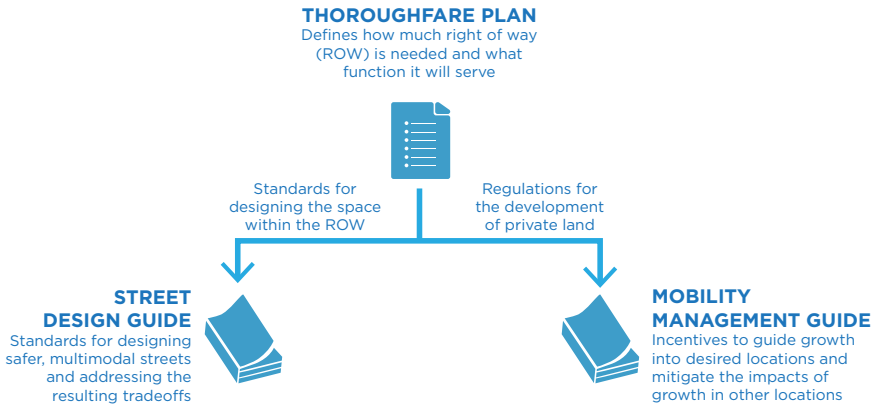 THOROUGHFARE PLAN
Defines how much right of way
(ROW) is needed and what
function it will serve
Standards for
designing the space
within the ROW
Regulations for
the development
of private land
STREET
DESIGN GUIDE
Standards for designing
safer, multimodal streets
and addressing the
resulting tradeoffs
MOBILITY
MANAGEMENT GUIDE
Incentives to guide growth
into desired locations and
mitigate the impacts of
growth in other locations